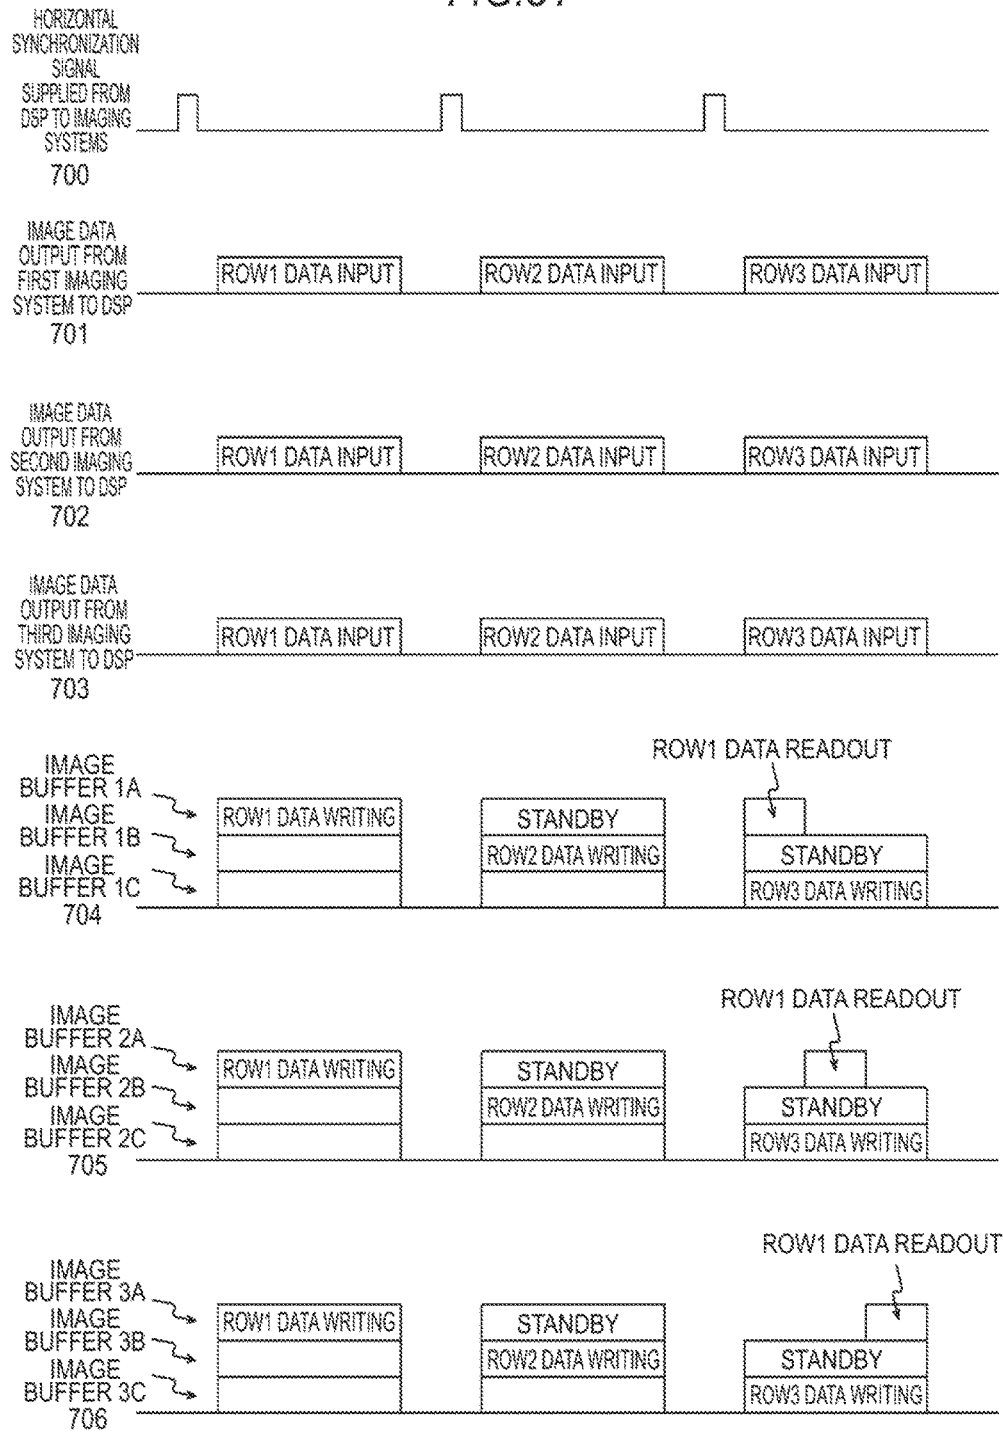 HORIZONTAL
SYNCHRONIZATION
SIGNAL
SUPPLIED FROM
DSP TO IMAGING
SYSTEMS
700
IMAGE DATA
OUTPUT FROM
FIRST IMAGING
SYSTEM TO DSP
701
ROW1 DATA INPUT
ROW2 DATA INPUT
ROW3 DATA INPUT
IMAGE DATA
OUTPUT FROM
SECOND IMAGING
SYSTEM TO DSP
702
ROW1 DATA INPUT
ROW2 DATA INPUT
ROW3 DATA INPUT
IMAGE DATA
OUTPUT FROM
THIRD IMAGING
SYSTEM TO DSP
703
ROW1 DATA INPUT
ROW2 DATA INPUT
ROW3 DATA INPUT
ROW1 DATA READOUT
IMAGE
BUFFER 1A
IMAGE
BUFFER 1B
IMAGE
BUFFER 1C
704
ROW1 DATA WRITING
STANDBY
ROW2 DATA WRITING
STANDBY
ROW3 DATA WRITING
ROW1 DATA READOUT
IMAGE
BUFFER 2A
IMAGE
BUFFER 2B
IMAGE
BUFFER 2C
705
ROW1 DATA WRITING
STANDBY
ROW2 DATA WRITING
STANDBY
ROW3 DATA WRITING
ROW1 DATA READOUT
IMAGE
BUFFER 3A
IMAGE
BUFFER 3B
IMAGE
BUFFER 3C
706
ROW1 DATA WRITING
STANDBY
ROW2 DATA WRITING
STANDBY
ROW3 DATA WRITING